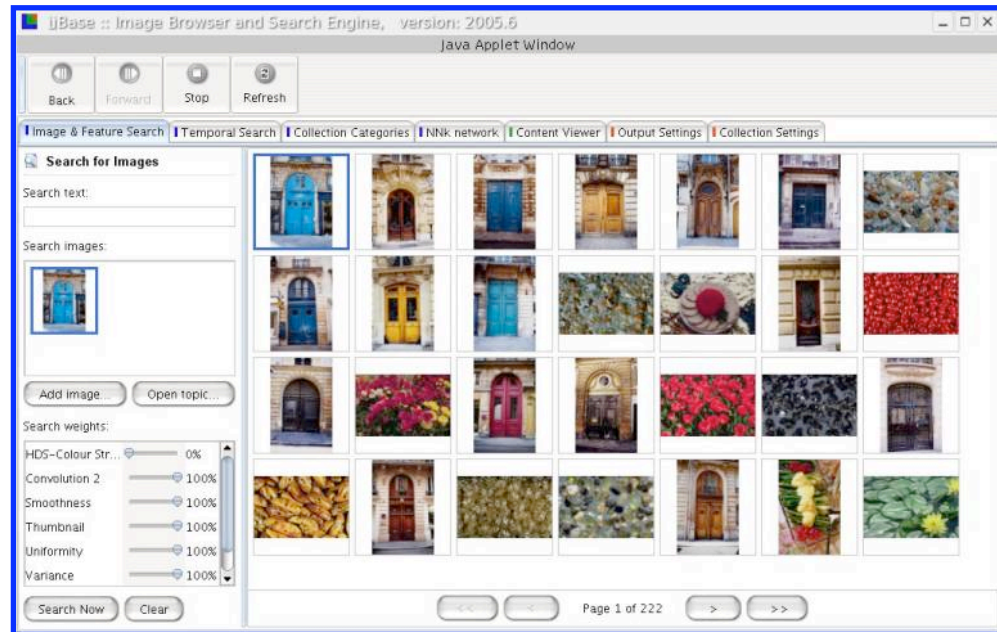 iiBase :: Image Browser and Search Engine, version: 2005.6
Java Applet Window
Back Forward Stop Refresh
Image & Feature Search Temporal Search Collection Categories NNk network Content Viewer Output Settings Collection Settings
Search for Images
Search text:
Search images:
Add image... Open topic...
Search weights:
HDS-Colour Str... 0%
Convolution 2 100%
Smoothness 100%
Thumbnail 100%
Uniformity 100%
Variance 100%
Search Now Clear
<< < Page 1 of 222 > >>